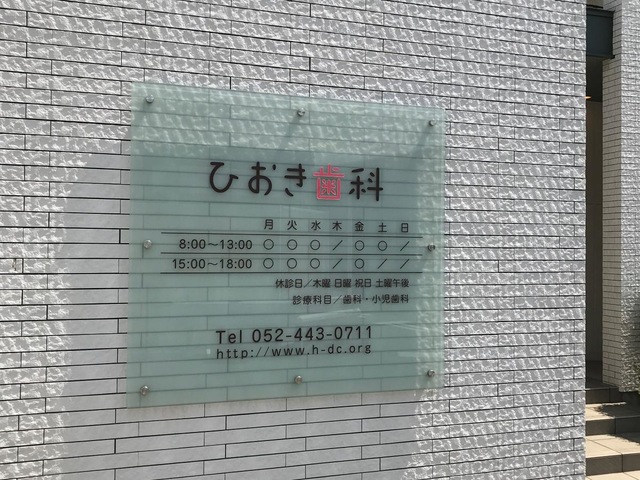 ひおき歯科
月 火 水 木 金 土 日
8:00～13:00 ○ ○ ○ ／ ○ ○ ／
15:00～18:00 ○ ○ ○ ／ ○ ／ ／
休診日／木曜 日曜 祝日 土曜午後
診療科目／歯科・小児歯科
Tel 052-443-0711
http://www.h-dc.org